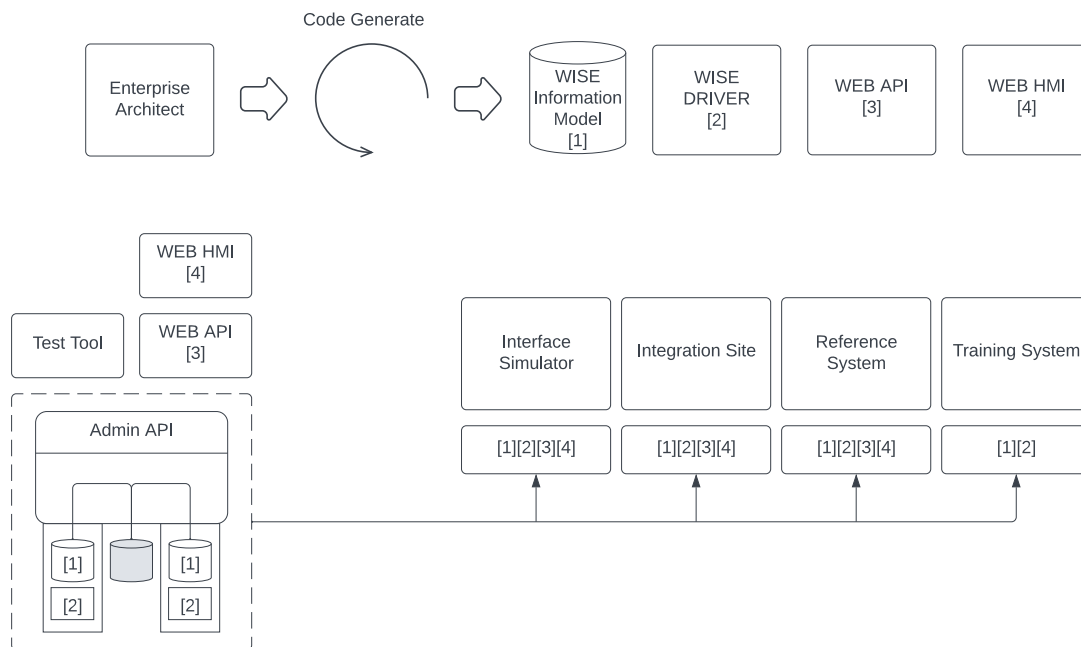 Code Generate
Enterprise
Architect
WISE
Information
Model
[1]
WISE
DRIVER
[2]
WEB API
[3]
WEB HMI
[4]
WEB HMI
[4]
Test Tool
WEB API
[3]
Interface
Simulator
Integration Site
Reference
System
Training System
Admin API
[1][2][3][4]
[1][2][3][4]
[1][2][3][4]
[1][2]
[1]
[1]
[2]
[2]